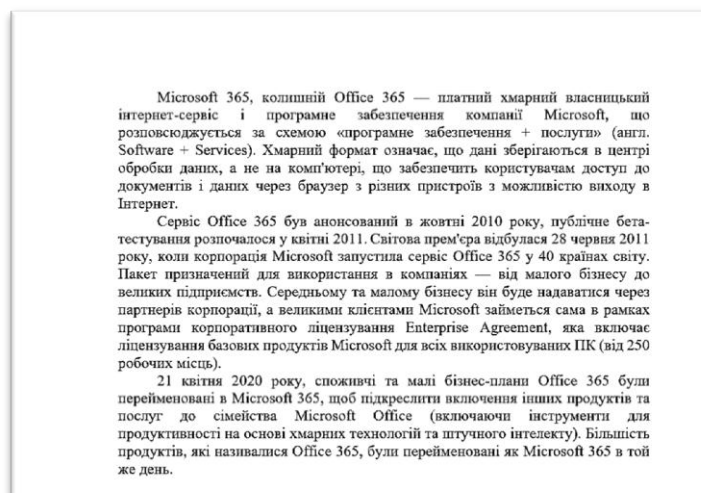 Microsoft 365, колишній Office 365 — платний хмарний власницький
інтернет-сервіс і програмне забезпечення компанії Microsoft, що
розповсюджується за схемою «програмне забезпечення + послуги» (англ.
Software + Services). Хмарний формат означає, що дані зберігаються в центрі
обробки даних, а не на комп'ютері, що забезпечить користувачам доступ до
документів і даних через браузер з різних пристроїв з можливістю виходу в
Інтернет.
Сервіс Office 365 був анонсований в жовтні 2010 року, публічне бета-
тестування розпочалося у квітні 2011. Світова прем'єра відбулася 28 червня 2011
року, коли корпорація Microsoft запустила сервіс Office 365 у 40 країнах світу.
Пакет призначений для використання в компаніях — від малого бізнесу до
великих підприємств. Середньому та малому бізнесу він буде надаватися через
партнерів корпорації, а великими клієнтами Microsoft займеться сама в рамках
програми корпоративного ліцензування Enterprise Agreement, яка включає
ліцензування базових продуктів Microsoft для всіх використовуваних ПК (від 250
робочих місць).
21 квітня 2020 року, споживчі та малі бізнес-плани Office 365 були
перейменовані в Microsoft 365, щоб підкреслити включення інших продуктів та
послуг до сімейства Microsoft Office (включаючи інструменти для
продуктивності на основі хмарних технологій та штучного інтелекту). Більшість
продуктів, які називалися Office 365, були перейменовані як Microsoft 365 в той
же день.